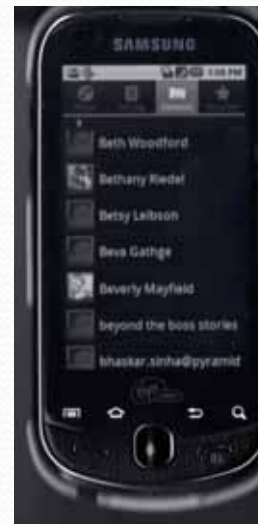 SAMSUNG
Beth Woodford
Bethany Riedel
Betsy Leibson
Beva Gathge
Beverly Mayfield
beyond the boss stories
bhaskar.sinha@pyramid